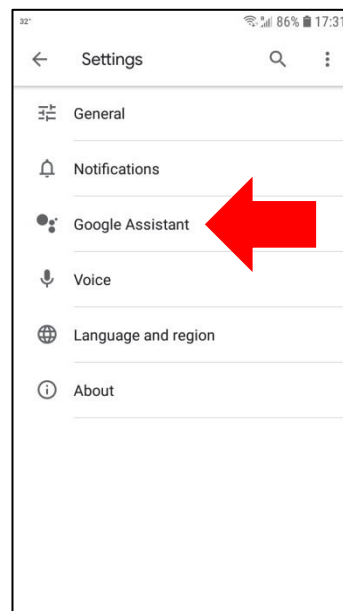 32° 86% 17:31
Settings
General
Notifications
Google Assistant
Voice
Language and region
About